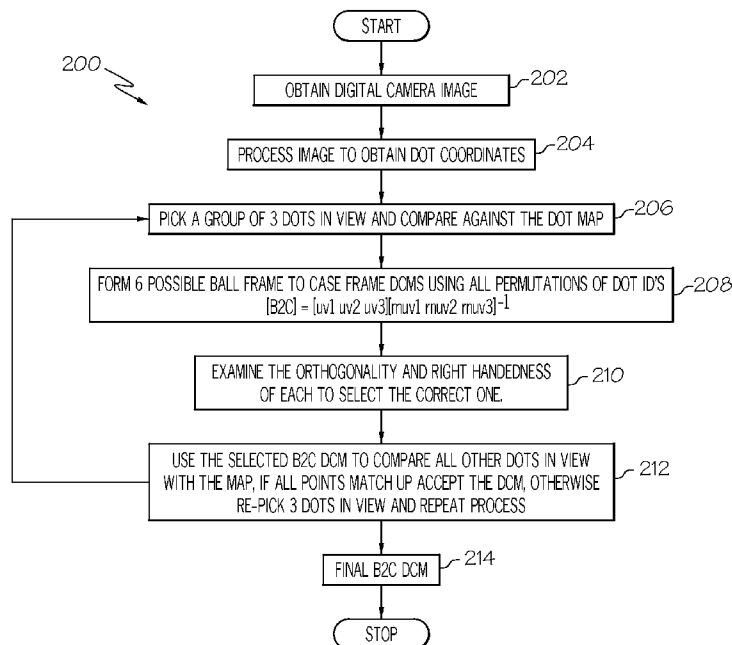 START
200
OBTAIN DIGITAL CAMERA IMAGE
202
PROCESS IMAGE TO OBTAIN DOT COORDINATES
204
PICK A GROUP OF 3 DOTS IN VIEW AND COMPARE AGAINST THE DOT MAP
206
FORM 6 POSSIBLE BALL FRAME TO CASE FRAME DCMS USING ALL PERMUTATIONS OF DOT ID'S
[B2C] = [uv1 uv2 uv3][muv1 muv2 muv3]⁻¹
208
EXAMINE THE ORTHOGONALITY AND RIGHT HANDEDNESS
OF EACH TO SELECT THE CORRECT ONE.
210
USE THE SELECTED B2C DCM TO COMPARE ALL OTHER DOTS IN VIEW
WITH THE MAP, IF ALL POINTS MATCH UP ACCEPT THE DCM, OTHERWISE
RE-PICK 3 DOTS IN VIEW AND REPEAT PROCESS
212
FINAL B2C DCM
214
STOP